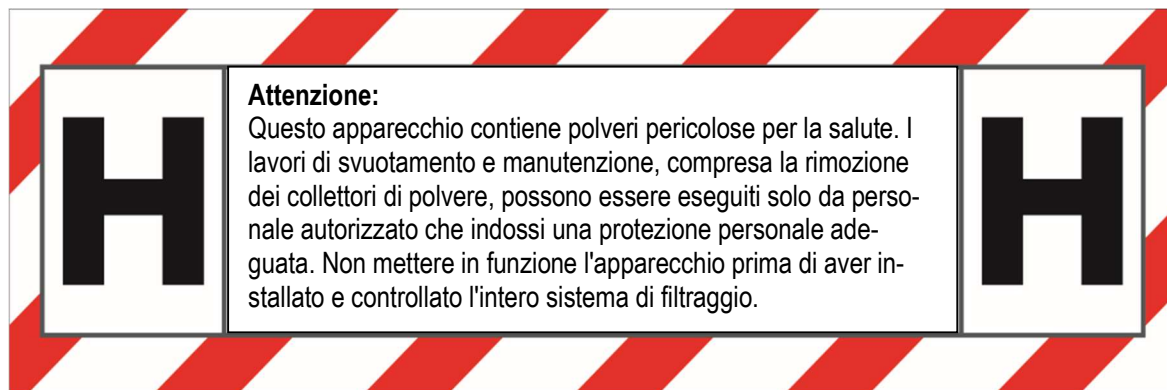 H
Attenzione:
Questo apparecchio contiene polveri pericolose per la salute. I
lavori di svuotamento e manutenzione, compresa la rimozione
dei collettori di polvere, possono essere eseguiti solo da perso-
nale autorizzato che indossi una protezione personale ade-
guata. Non mettere in funzione l'apparecchio prima di aver in-
stallato e controllato l'intero sistema di filtraggio.
H